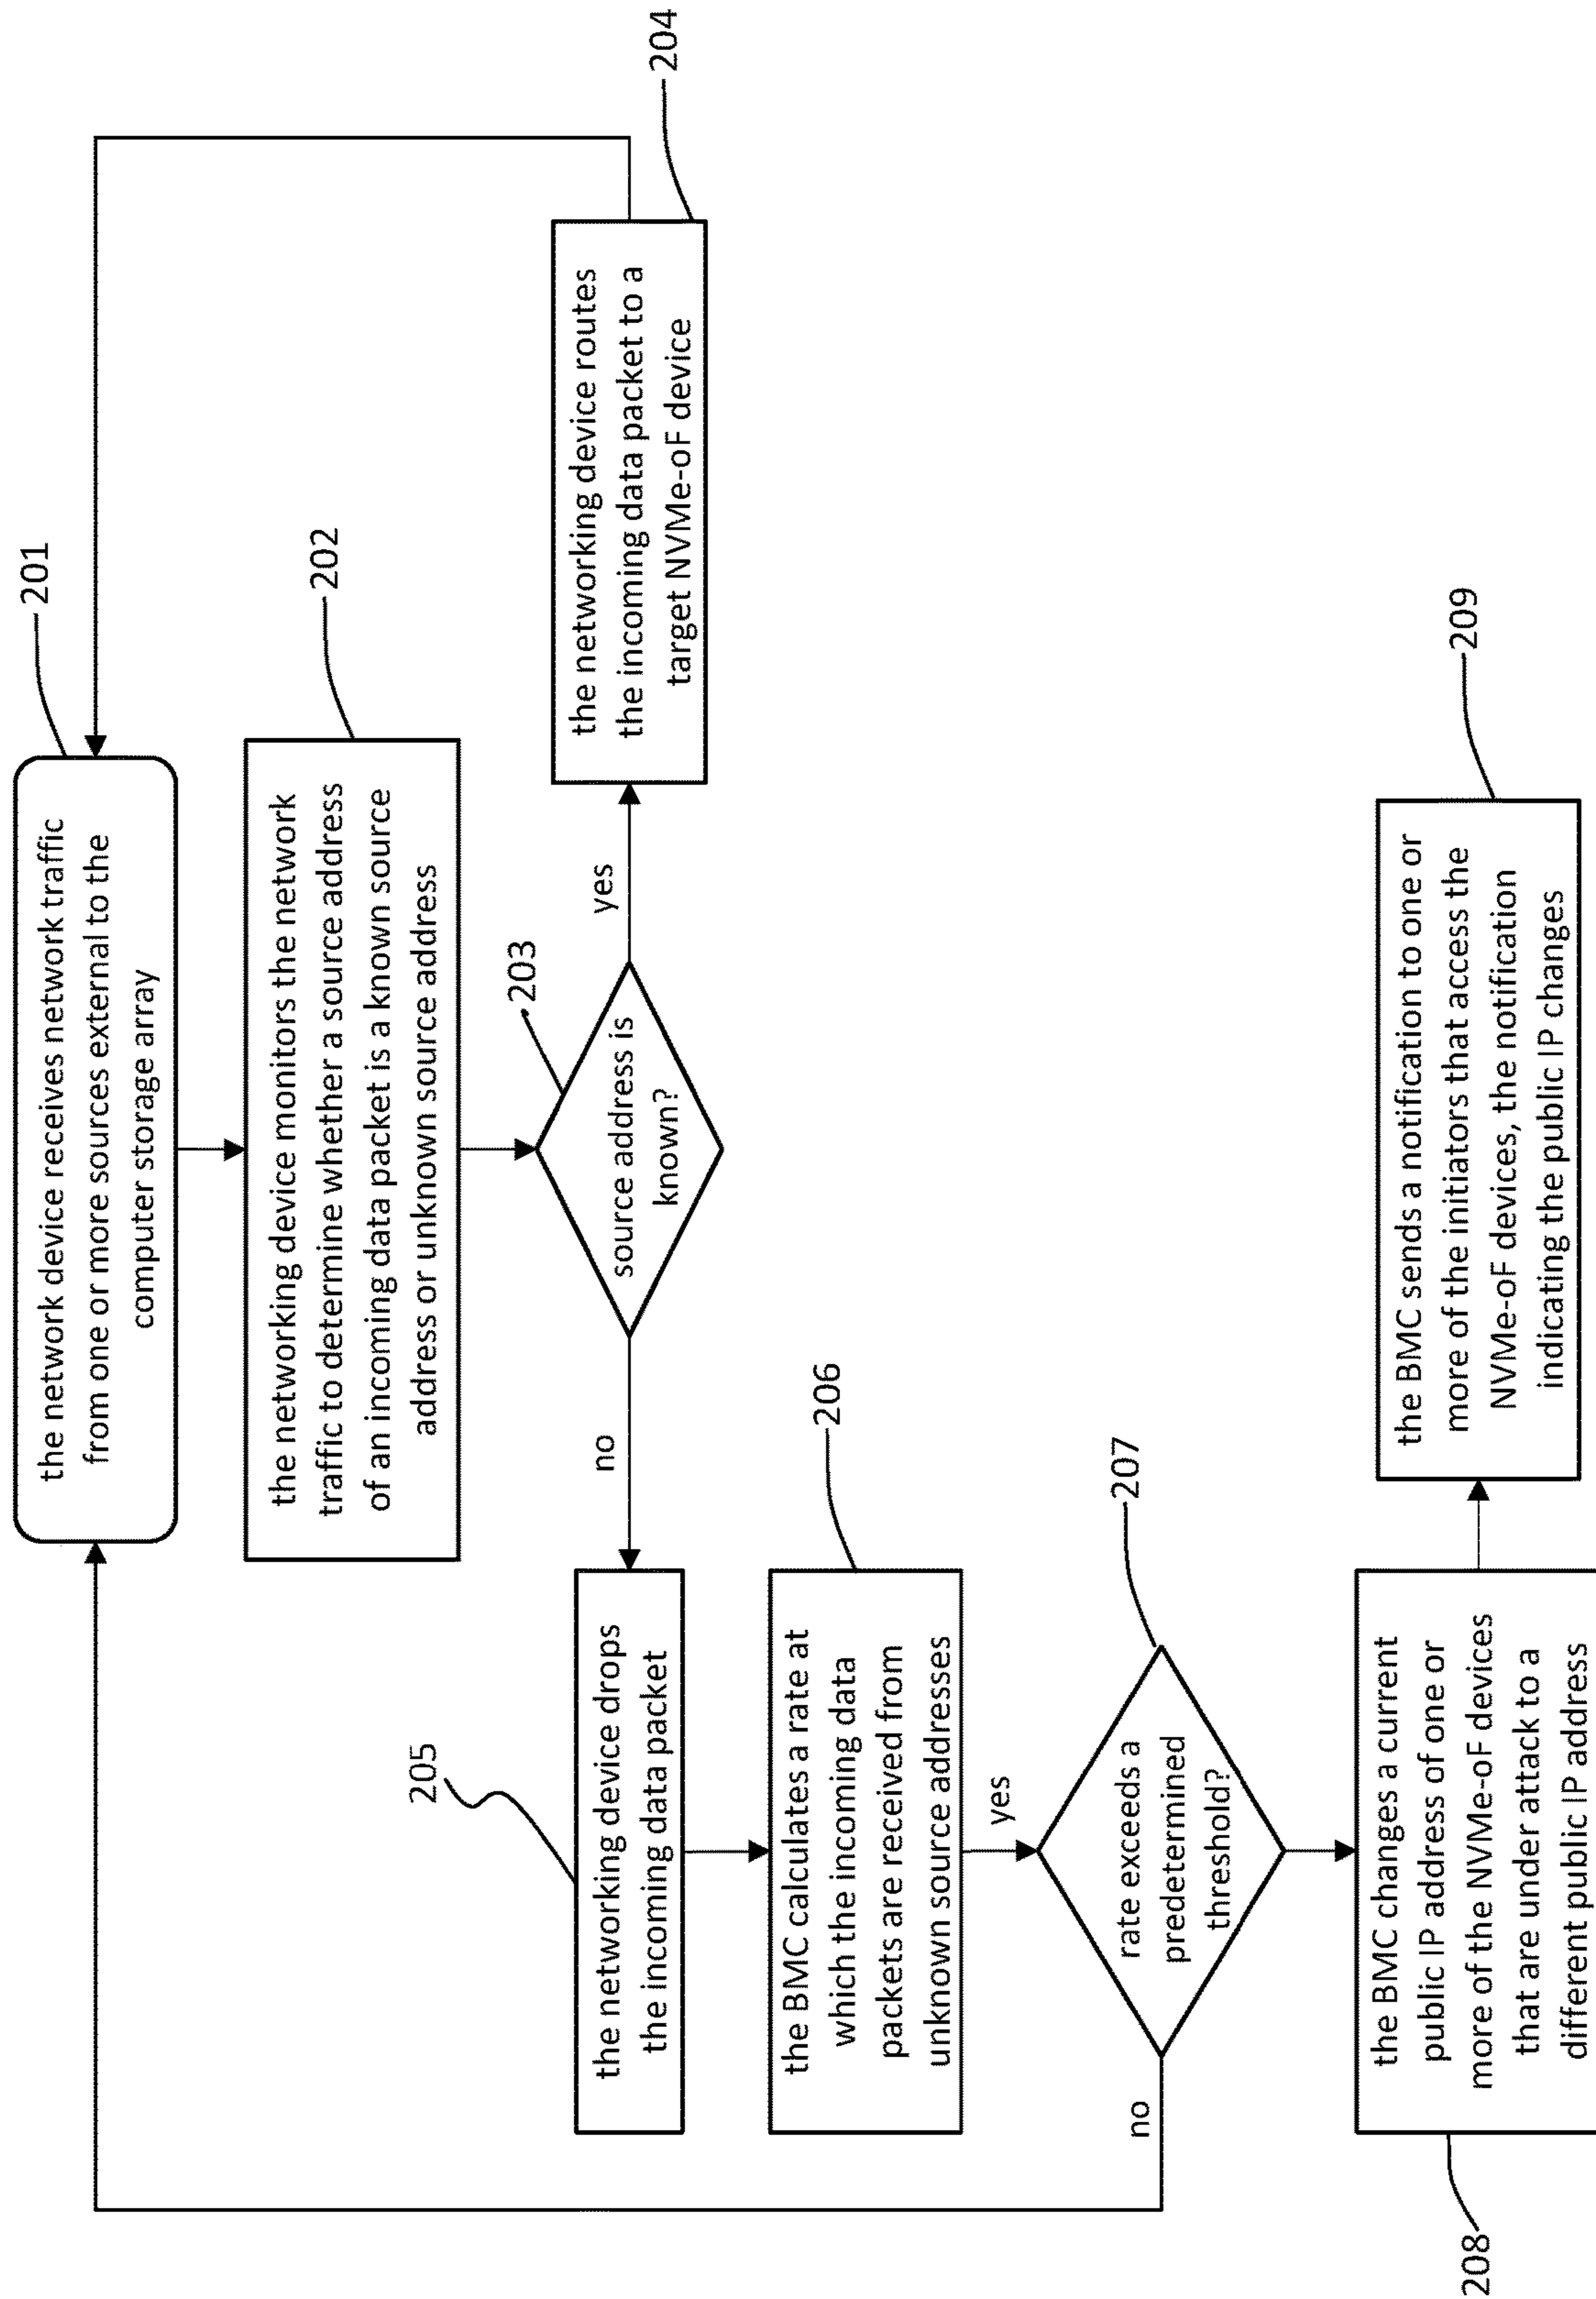 201
the network device receives network traffic
from one or more sources external to the
computer storage array
202
the networking device monitors the network
traffic to determine whether a source address
of an incoming data packet is a known source
address or unknown source address
203
source address is
known?
yes
no
204
the networking device routes
the incoming data packet to a
target NVMe-oF device
205
the networking device drops
the incoming data packet
206
the BMC calculates a rate at
which the incoming data
packets are received from
unknown source addresses
yes
207
rate exceeds a
predetermined
threshold?
no
208
the BMC changes a current
public IP address of one or
more of the NVMe-oF devices
that are under attack to a
different public IP address
209
the BMC sends a notification to one or
more of the initiators that access the
NVMe-oF devices, the notification
indicating the public IP changes